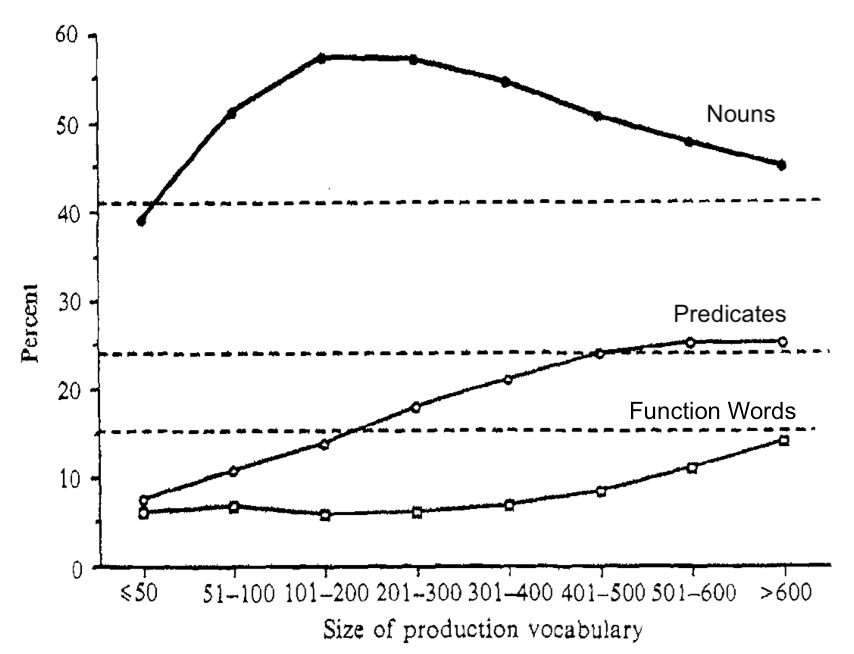 60
50
Nouns
40
30
Predicates
Percent
20
Function Words
10
0
≤50 51–100 101–200 201–300 301–400 401–500 501–600 >600
Size of production vocabulary